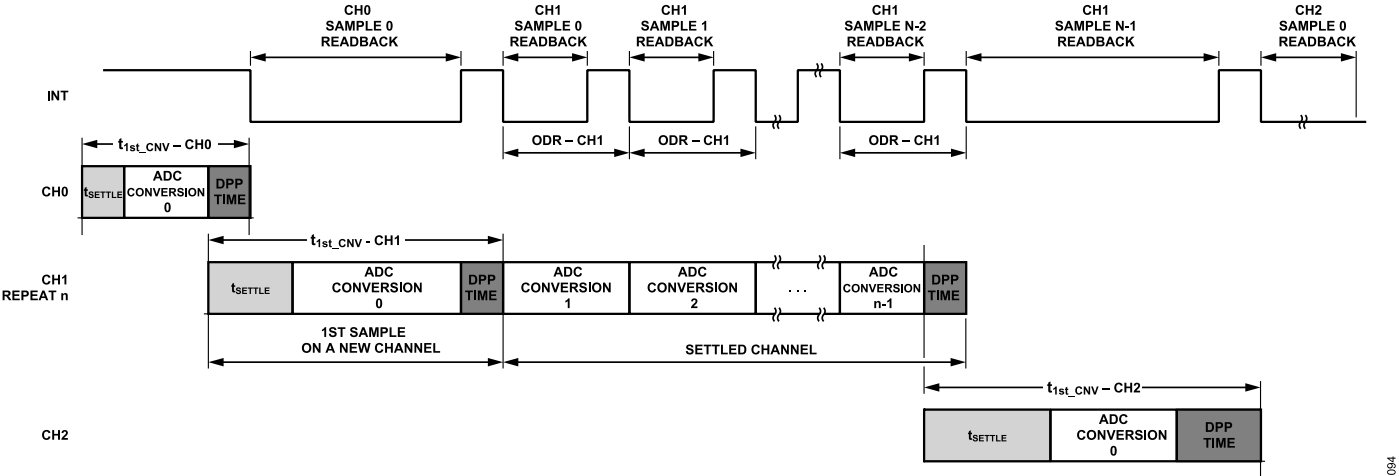 CH0
SAMPLE 0
READBACK
CH1
SAMPLE 0
READBACK
CH1
SAMPLE 1
READBACK
CH1
SAMPLE N-2
READBACK
CH1
SAMPLE N-1
READBACK
CH2
SAMPLE 0
READBACK
INT
ODR – CH1
ODR – CH1
ODR – CH1
t1st_CNV – CH0
CH0
tSETTLE
ADC
CONVERSION
0
DPP
TIME
t1st_CNV - CH1
CH1
REPEAT n
tSETTLE
ADC
CONVERSION
0
DPP
TIME
ADC
CONVERSION
1
ADC
CONVERSION
2
. . .
ADC
CONVERSION
n-1
DPP
TIME
1ST SAMPLE
ON A NEW CHANNEL
SETTLED CHANNEL
t1st_CNV – CH2
CH2
tSETTLE
ADC
CONVERSION
0
DPP
TIME
094